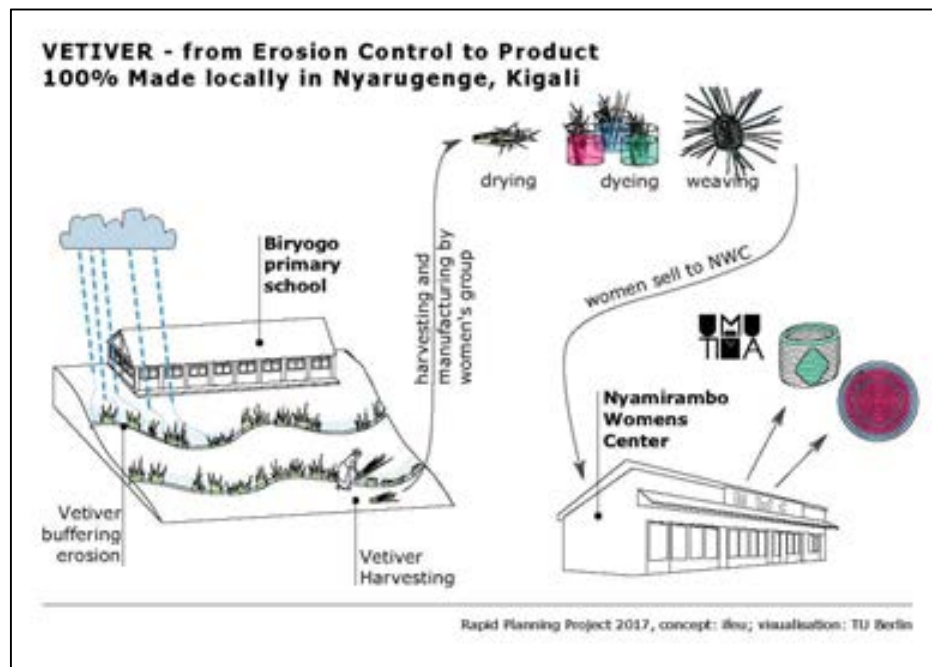 VETIVER - from Erosion Control to Product
100% Made locally in Nyarugenge, Kigali
drying
dyeing
weaving
Biryogo
primary
school
harvesting and
manufacturing by
women's group
women sell to NWC
UMU
TIMA
Nyamirambo
Womens
Center
Vetiver
buffering
erosion
Vetiver
Harvesting
Rapid Planning Project 2017, concept: ifeu; visualisation: TU Berlin